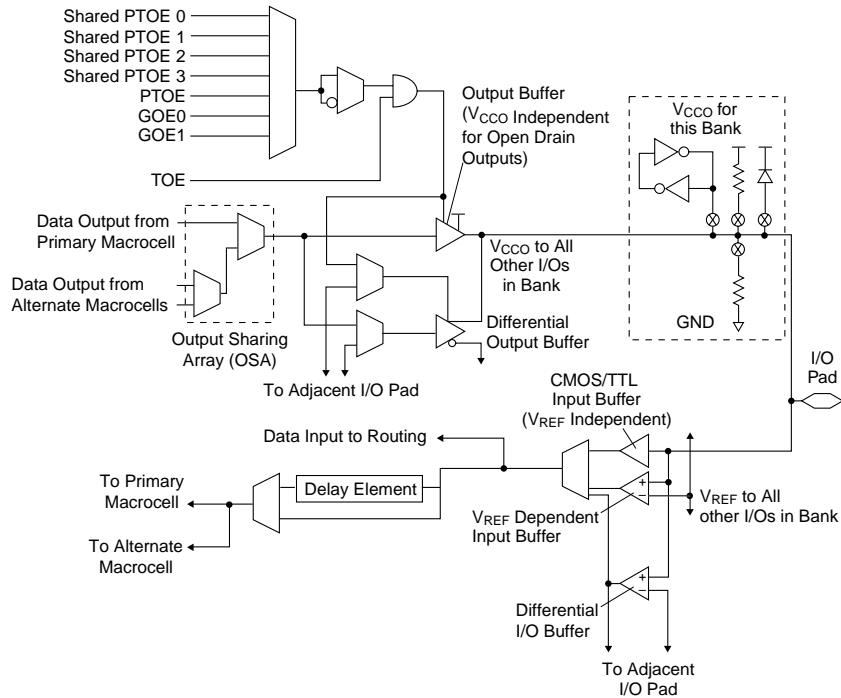 Shared PTOE 0
Shared PTOE 1
Shared PTOE 2
Shared PTOE 3
PTOE
GOE0
GOE1
TOE
Output Buffer
(VCCO Independent
for Open Drain
Outputs)
VCCO for
this Bank
Data Output from
Primary Macrocell
Data Output from
Alternate Macrocells
Output Sharing
Array (OSA)
VCCO to All
Other I/Os
in Bank
Differential
Output Buffer
To Adjacent I/O Pad
GND
I/O
Pad
CMOS/TTL
Input Buffer
(VREF Independent)
Data Input to Routing
To Primary
Macrocell
Delay Element
To Alternate
Macrocell
+
–
VREF Dependent
Input Buffer
VREF to All
other I/Os in Bank
+
–
Differential
I/O Buffer
To Adjacent
I/O Pad